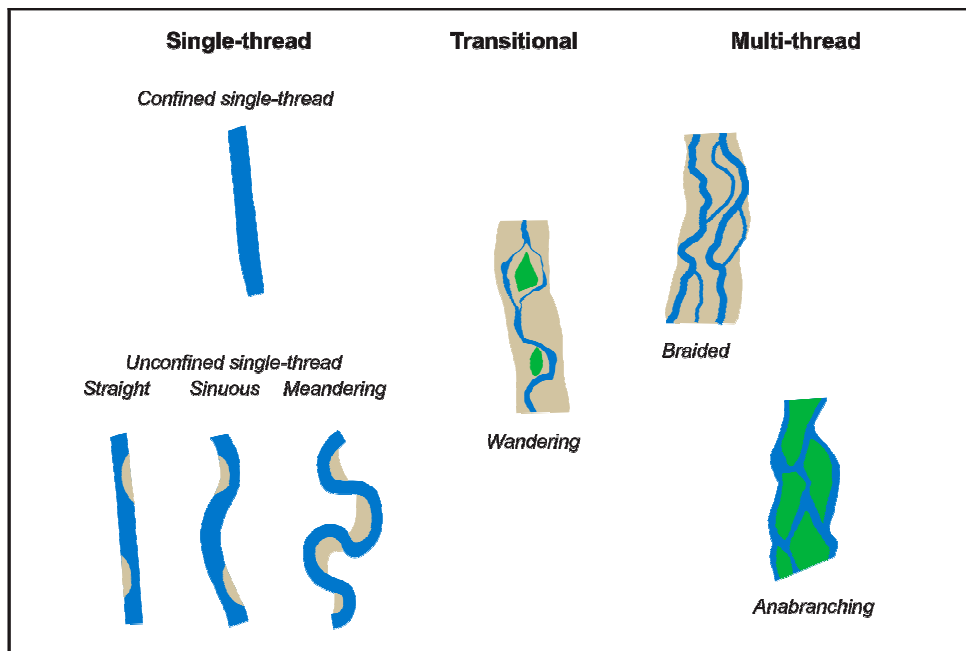 Single-thread
Transitional
Multi-thread
Confined single-thread
Unconfined single-thread
Straight
Sinuous
Meandering
Wandering
Braided
Anabranching